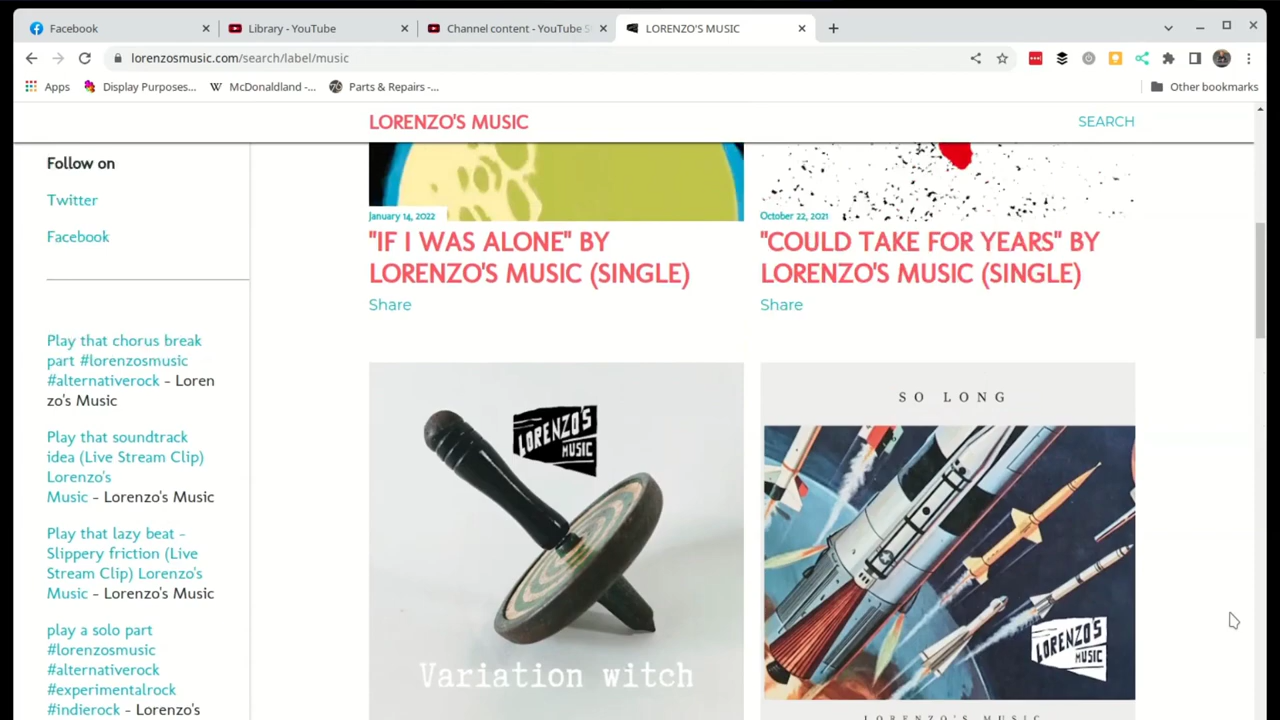 Facebook
Library - YouTube
Channel content - YouTube S
LORENZO'S MUSIC
lorenzosmusic.com/search/label/music
Apps
Display Purposes...
W McDonaldland -...
Parts & Repairs -...
Other bookmarks
LORENZO'S MUSIC
SEARCH
Follow on
Twitter
Facebook
Play that chorus break
part #lorenzosmusic
#alternativerock - Loren
zo's Music
Play that soundtrack
idea (Live Stream Clip)
Lorenzo's
Music - Lorenzo's Music
Play that lazy beat -
Slippery friction (Live
Stream Clip) Lorenzo's
Music - Lorenzo's Music
play a solo part
#lorenzosmusic
#alternativerock
#experimentalrock
#indierock - Lorenzo's
January 14, 2022
"IF I WAS ALONE" BY
LORENZO'S MUSIC (SINGLE)
Share
October 22, 2021
"COULD TAKE FOR YEARS" BY
LORENZO'S MUSIC (SINGLE)
Share
LORENZO'S
MUSIC
Variation witch
SO LONG
LORENZO'S
MUSIC
LORENZO'S MUSIC